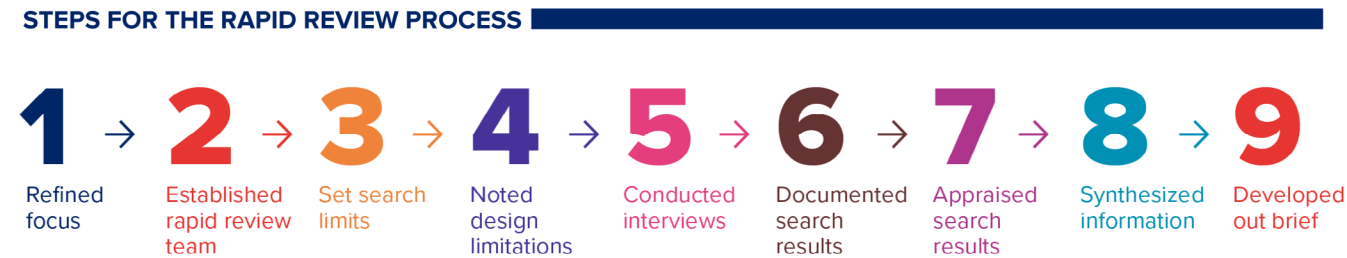 STEPS FOR THE RAPID REVIEW PROCESS
1 → 2 → 3 → 4 → 5 → 6 → 7 → 8 → 9
Refined
focus
Established
rapid review
team
Set search
limits
Noted
design
limitations
Conducted
interviews
Documented
search
results
Appraised
search
results
Synthesized
information
Developed
out brief